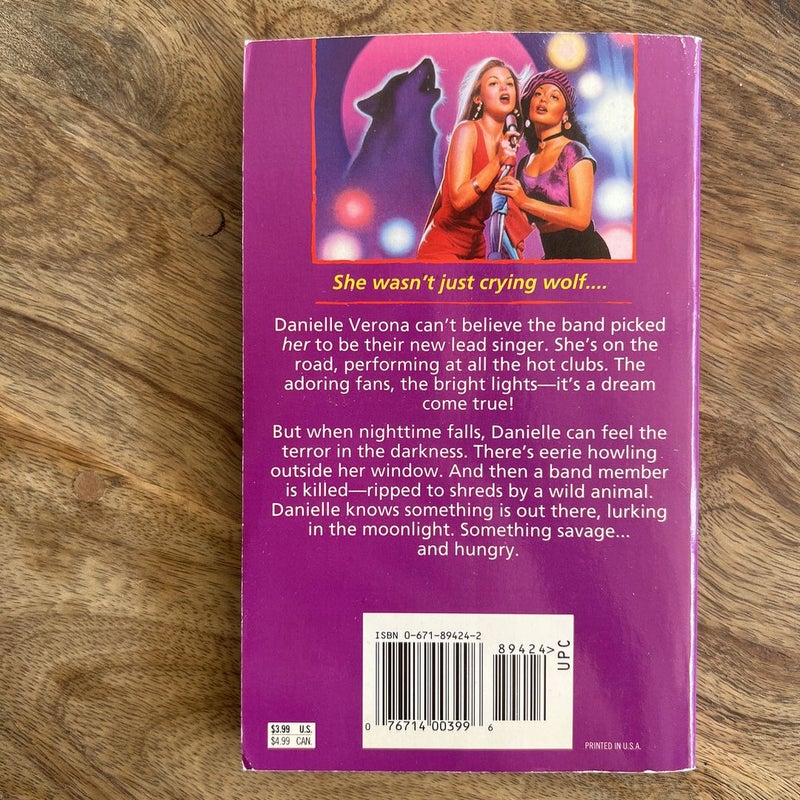 She wasn't just crying wolf....
Danielle Verona can't believe the band picked
her to be their new lead singer. She's on the
road, performing at all the hot clubs. The
adoring fans, the bright lights—it's a dream
come true!
But when nighttime falls, Danielle can feel the
terror in the darkness. There's eerie howling
outside her window. And then a band member
is killed—ripped to shreds by a wild animal.
Danielle knows something is out there, lurking
in the moonlight. Something savage...
and hungry.
ISBN 0-671-89424-2
89424>
UPC
0 76714 00399 6
$3.99 U.S.
$4.99 CAN.
PRINTED IN U.S.A.